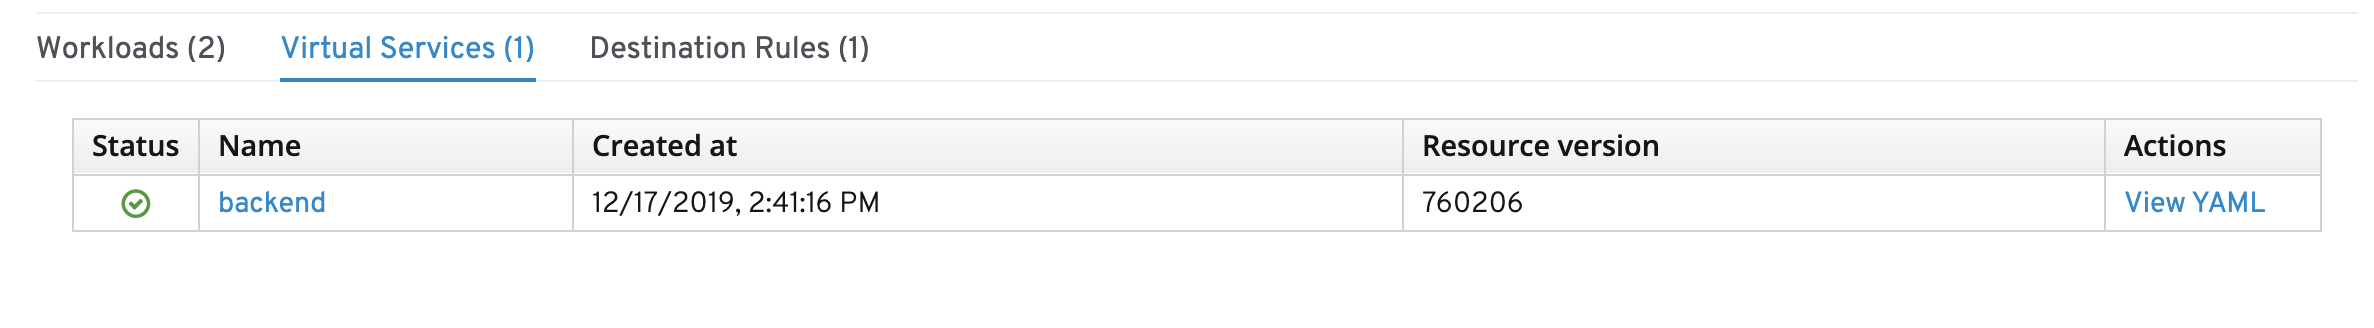 Workloads (2) Virtual Services (1) Destination Rules (1)
Status Name Created at Resource version Actions
backend 12/17/2019, 2:41:16 PM 760206 View YAML